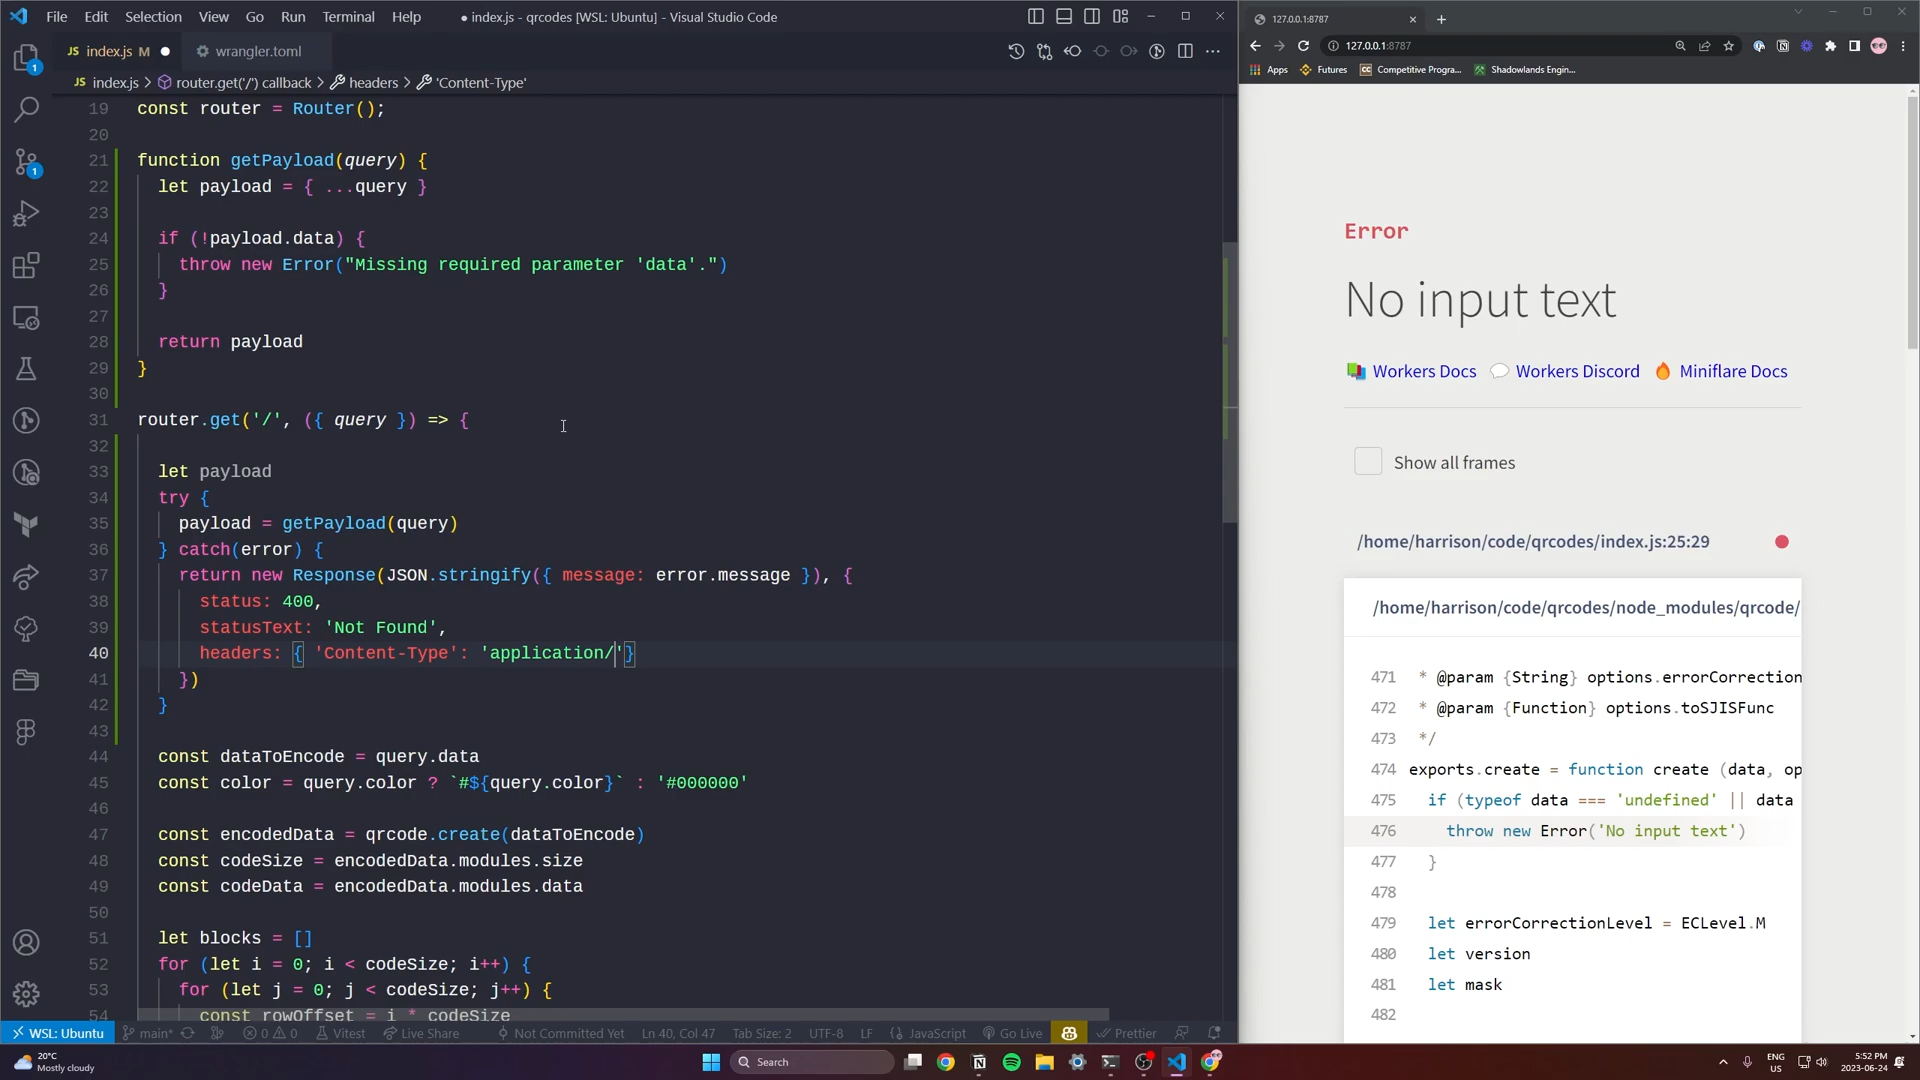 File Edit Selection View Go Run Terminal Help
● index.js - qrcodes [WSL: Ubuntu] - Visual Studio Code
JS index.js M ●
wrangler.toml
JS index.js > router.get('/') callback > headers > 'Content-Type'
19 const router = Router();
20
21 function getPayload(query) {
22 let payload = { ...query }
23
24 if (!payload.data) {
25 throw new Error("Missing required parameter 'data'.")
26 }
27
28 return payload
29 }
30
31 router.get('/', ({ query }) => {
32
33 let payload
34 try {
35 payload = getPayload(query)
36 } catch(error) {
37 return new Response(JSON.stringify({ message: error.message }), {
38 status: 400,
39 statusText: 'Not Found',
40 headers: { 'Content-Type': 'application/'}
41 })
42 }
43
44 const dataToEncode = query.data
45 const color = query.color ? `#${query.color}` : '#000000'
46
47 const encodedData = qrcode.create(dataToEncode)
48 const codeSize = encodedData.modules.size
49 const codeData = encodedData.modules.data
50
51 let blocks = []
52 for (let i = 0; i < codeSize; i++) {
53 for (let j = 0; j < codeSize; j++) {
54 const rowOffset = i * codeSize
1
1
WSL: Ubuntu main* 0 0 Vitest Live Share Not Committed Yet Ln 40, Col 47 Tab Size: 2 UTF-8 LF {} JavaScript Go Live Prettier
127.0.0.1:8787
127.0.0.1:8787
Apps Futures CC Competitive Progra... Shadowlands Engin...
Error
No input text
Workers Docs Workers Discord Miniflare Docs
Show all frames
/home/harrison/code/qrcodes/index.js:25:29
/home/harrison/code/qrcodes/node_modules/qrcode/
471 * @param {String} options.errorCorrection
472 * @param {Function} options.toSJISFunc
473 */
474 exports.create = function create (data, op
475 if (typeof data === 'undefined' || data
476 throw new Error('No input text')
477 }
478
479 let errorCorrectionLevel = ECLevel.M
480 let version
481 let mask
482
20°C
Mostly cloudy
Search
ENG
US
5:52 PM
2023-06-24